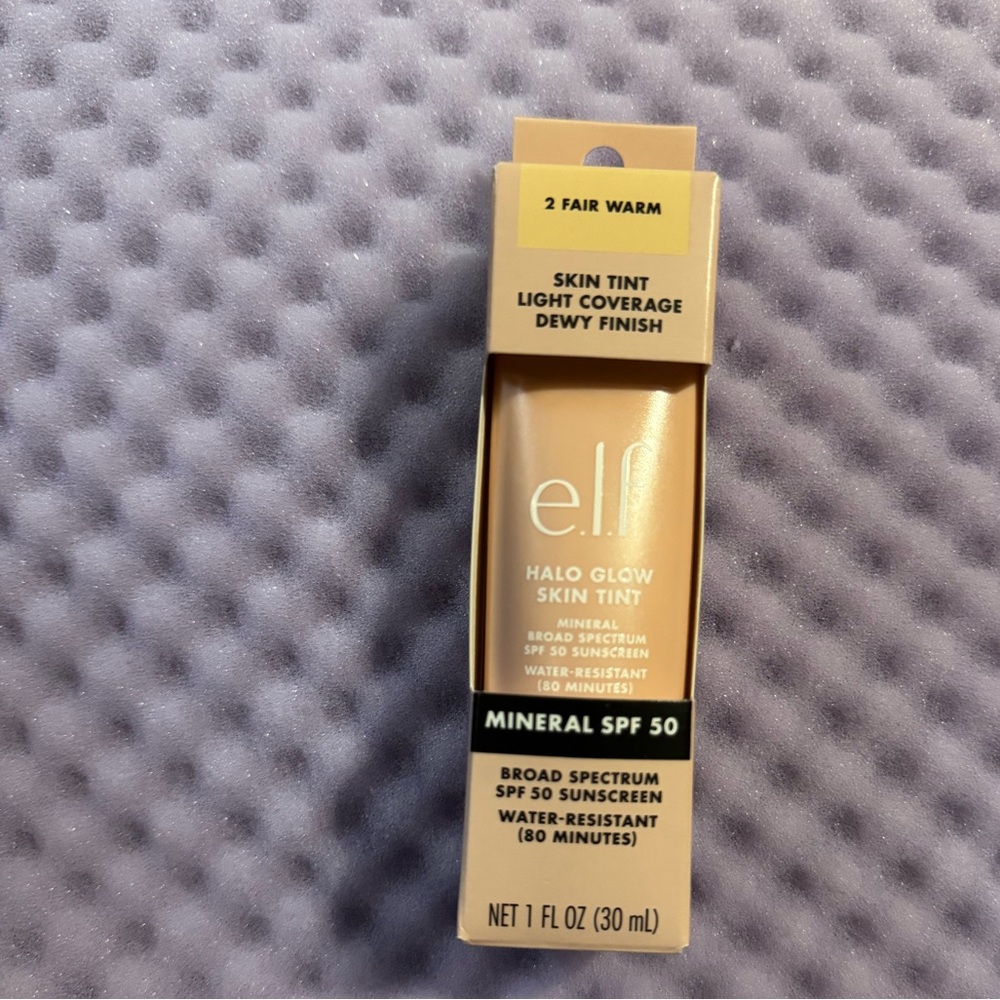 2 FAIR WARM
SKIN TINT
LIGHT COVERAGE
DEWY FINISH
e.l.f
HALO GLOW
SKIN TINT
MINERAL
BROAD SPECTRUM
SPF 50 SUNSCREEN
WATER-RESISTANT
(80 MINUTES)
MINERAL SPF 50
BROAD SPECTRUM
SPF 50 SUNSCREEN
WATER-RESISTANT
(80 MINUTES)
NET 1 FL OZ (30 mL)